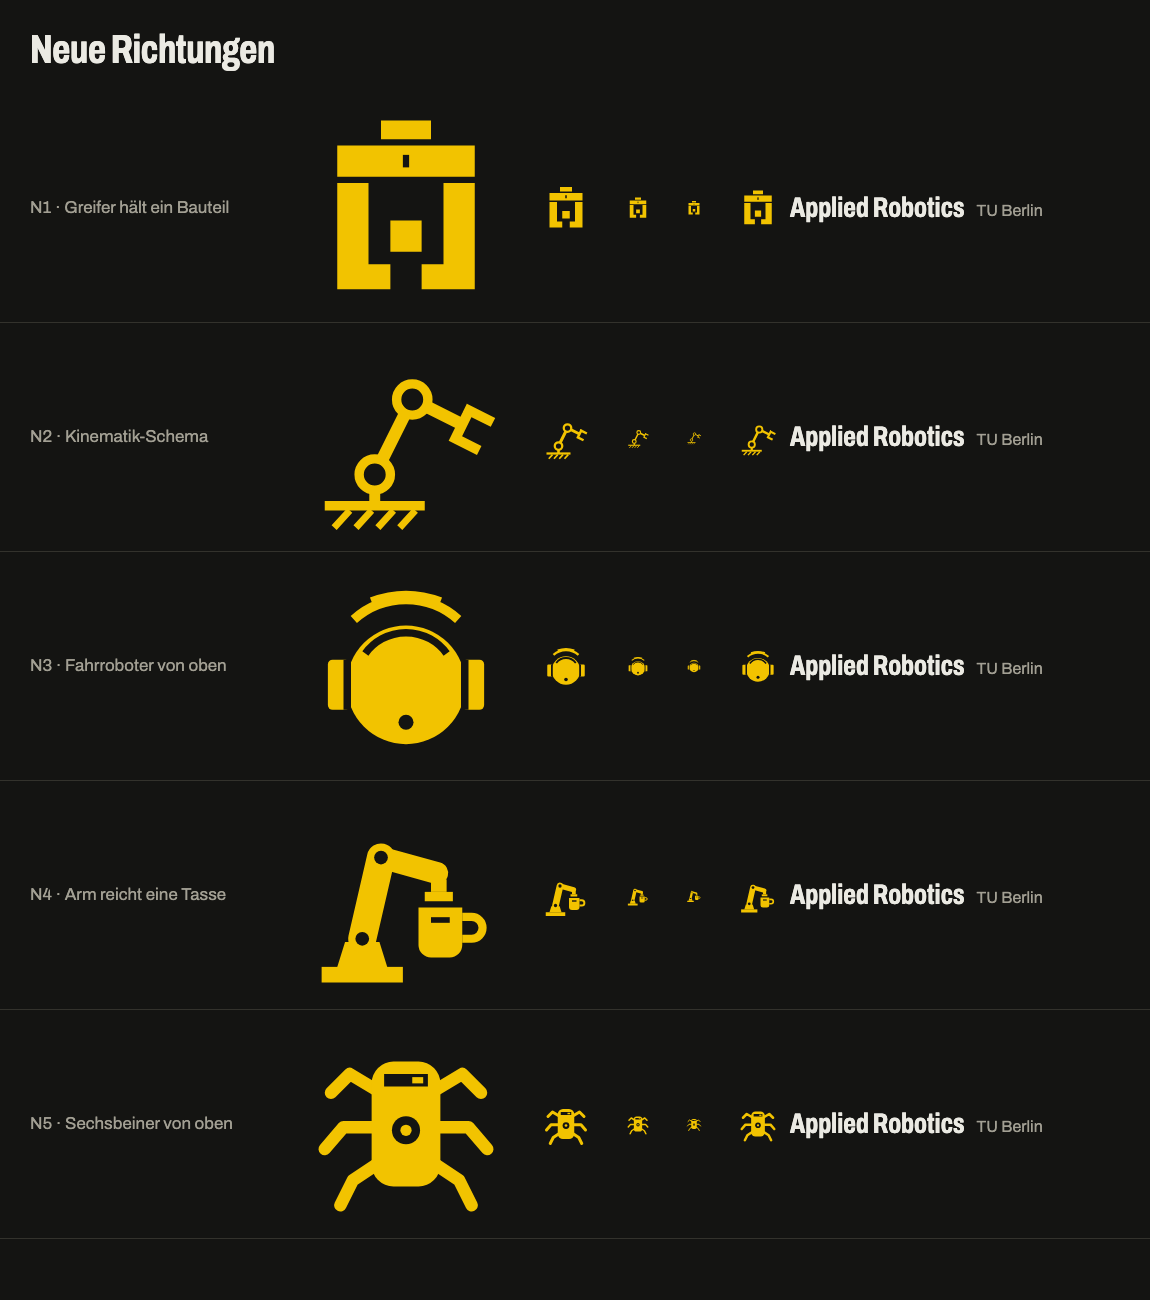 Neue Richtungen
N1 · Greifer hält ein Bauteil
Applied Robotics TU Berlin
N2 · Kinematik-Schema
Applied Robotics TU Berlin
N3 · Fahrroboter von oben
Applied Robotics TU Berlin
N4 · Arm reicht eine Tasse
Applied Robotics TU Berlin
N5 · Sechsbeiner von oben
Applied Robotics TU Berlin